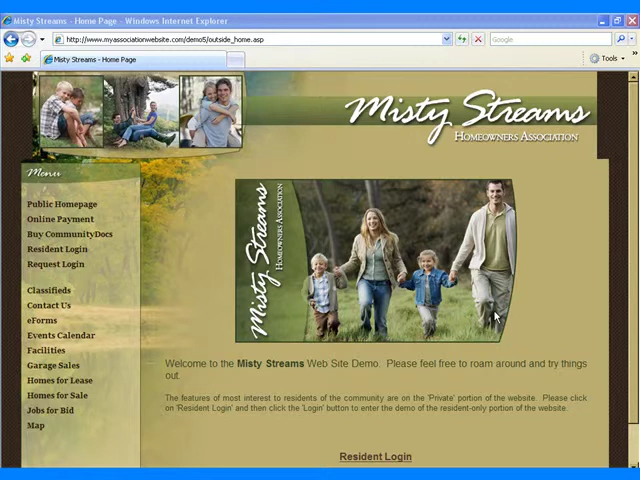 Misty Streams - Home Page - Windows Internet Explorer
http://www.myassociationwebsite.com/demo5/outside_home.asp
Google
Misty Streams - Home Page
Tools
Misty Streams
Homeowners Association
Menu
Public Homepage
Online Payment
Buy CommunityDocs
Resident Login
Request Login
Classifieds
Contact Us
eForms
Events Calendar
Facilities
Garage Sales
Homes for Lease
Homes for Sale
Jobs for Bid
Map
Misty Streams
Homeowners Association
Welcome to the Misty Streams Web Site Demo. Please feel free to roam around and try things
out.
The features of most interest to residents of the community are on the 'Private' portion of the website. Please click
on 'Resident Login' and then click the 'Login' button to enter the demo of the resident-only portion of the website.
Resident Login